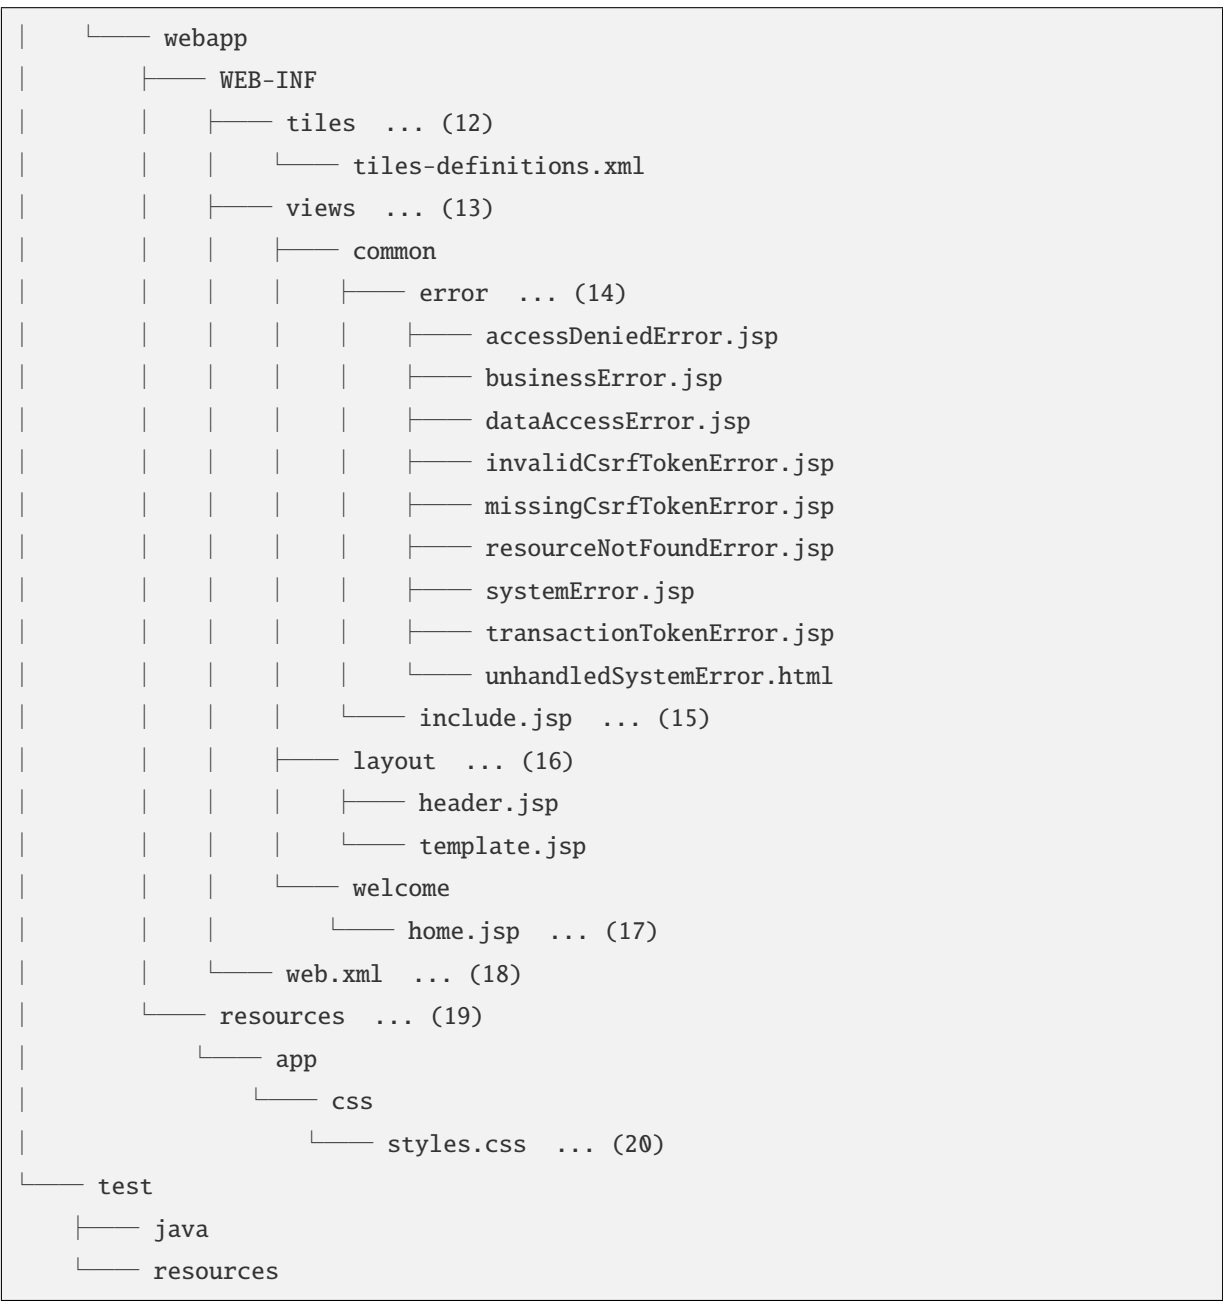 │   └── webapp
│       ├── WEB-INF
│       │   ├── tiles  ... (12)
│       │   │   └── tiles-definitions.xml
│       │   ├── views  ... (13)
│       │   │   ├── common
│       │   │   │   ├── error  ... (14)
│       │   │   │   │   ├── accessDeniedError.jsp
│       │   │   │   │   ├── businessError.jsp
│       │   │   │   │   ├── dataAccessError.jsp
│       │   │   │   │   ├── invalidCsrfTokenError.jsp
│       │   │   │   │   ├── missingCsrfTokenError.jsp
│       │   │   │   │   ├── resourceNotFoundError.jsp
│       │   │   │   │   ├── systemError.jsp
│       │   │   │   │   ├── transactionTokenError.jsp
│       │   │   │   │   └── unhandledSystemError.html
│       │   │   │   └── include.jsp  ... (15)
│       │   │   ├── layout  ... (16)
│       │   │   │   ├── header.jsp
│       │   │   │   └── template.jsp
│       │   │   └── welcome
│       │   │       └── home.jsp  ... (17)
│       │   └── web.xml  ... (18)
│       └── resources  ... (19)
│           └── app
│               └── css
│                   └── styles.css  ... (20)
└── test
    ├── java
    └── resources